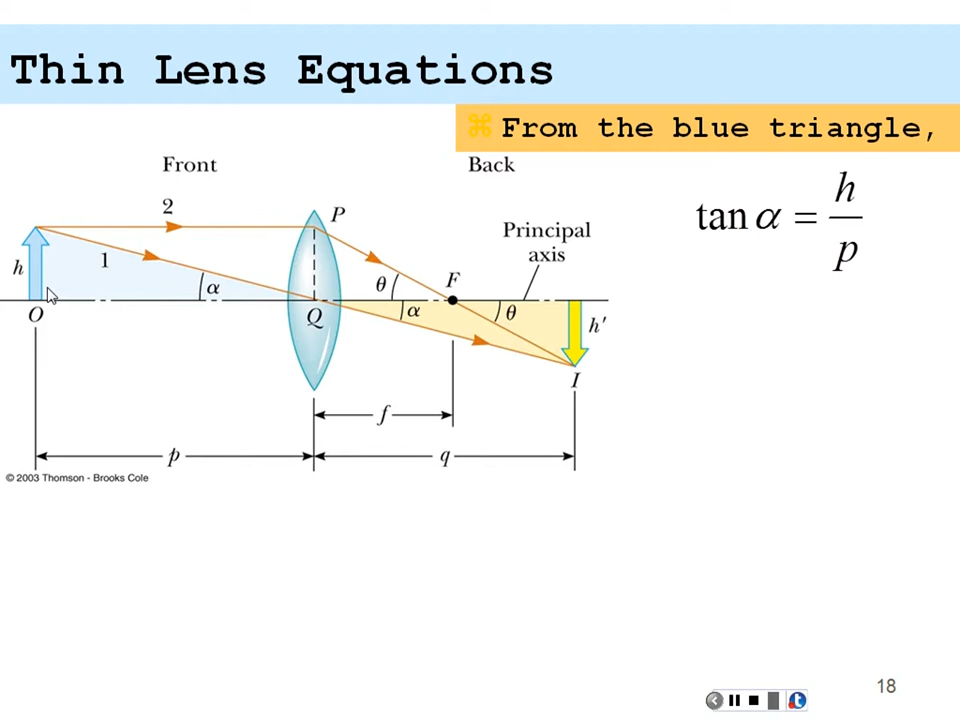 Thin Lens Equations
⌘ From the blue triangle,
Front
Back
2
P
tan α = h/p
Principal
axis
h
1
α
θ
F
O
Q
α
θ
h′
I
f
p
q
© 2003 Thomson - Brooks Cole
18